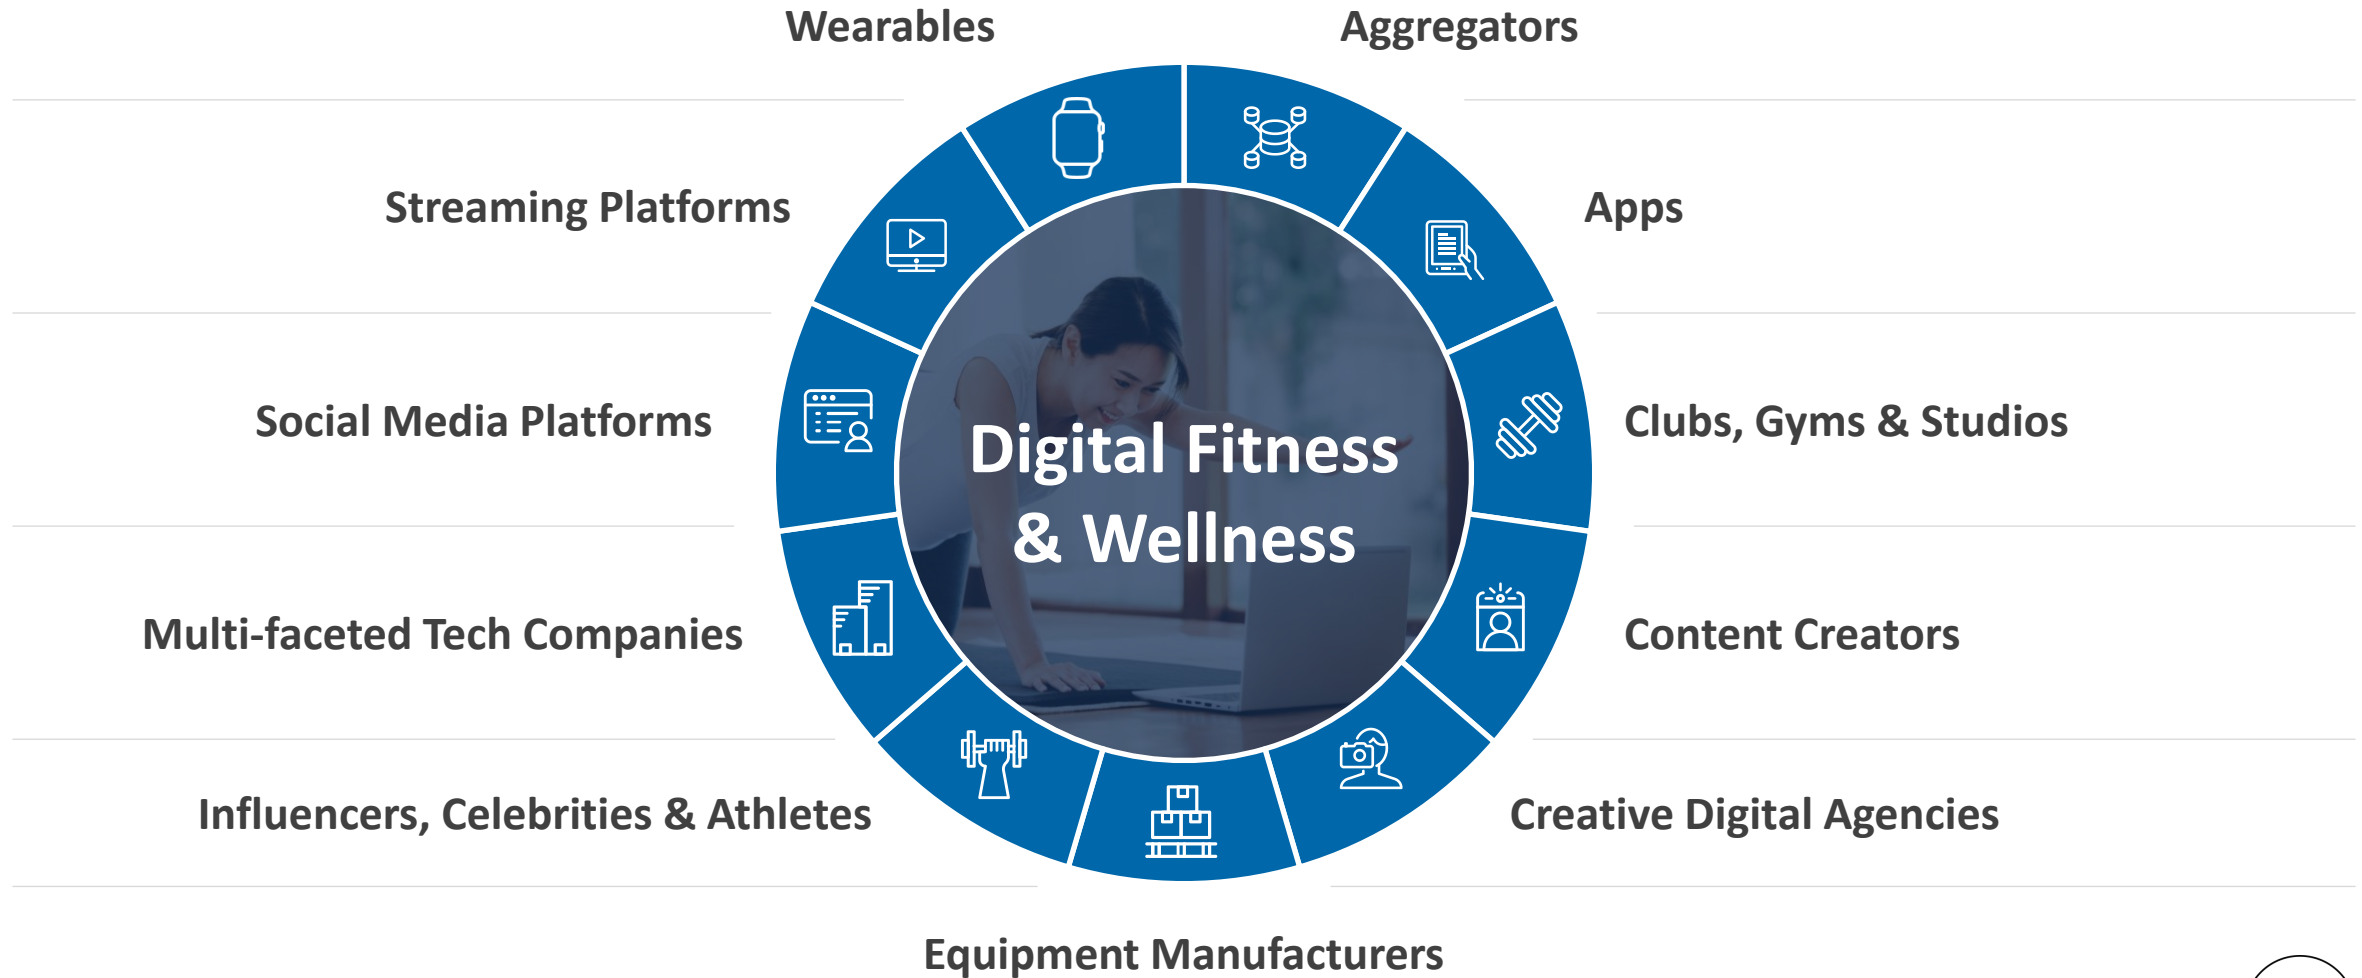 Wearables
Aggregators
Streaming Platforms
Apps
Social Media Platforms
Clubs, Gyms & Studios
Digital Fitness
& Wellness
Multi-faceted Tech Companies
Content Creators
Influencers, Celebrities & Athletes
Creative Digital Agencies
Equipment Manufacturers